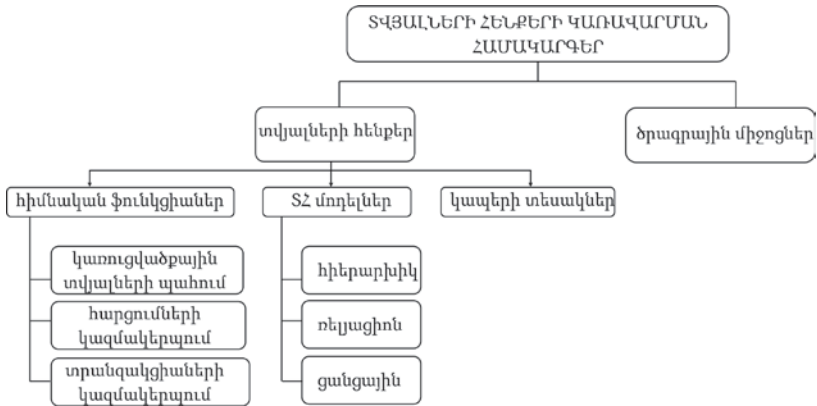 ՏՎՅԱԼՆԵՐԻ ՀԵՆՔԵՐԻ ԿԱՌԱՎԱՐՄԱՆ
ՀԱՄԱԿԱՐԳԵՐ
տվյալների հենքեր
ծրագրային միջոցներ
հիմնական ֆունկցիաներ
ՏՀ մոդելներ
կապերի տեսակներ
կառուցվածքային
տվյալների պահում
հարցումների
կազմակերպում
տրանզակցիաների
կազմակերպում
հիերարխիկ
ռելյացիոն
ցանցային